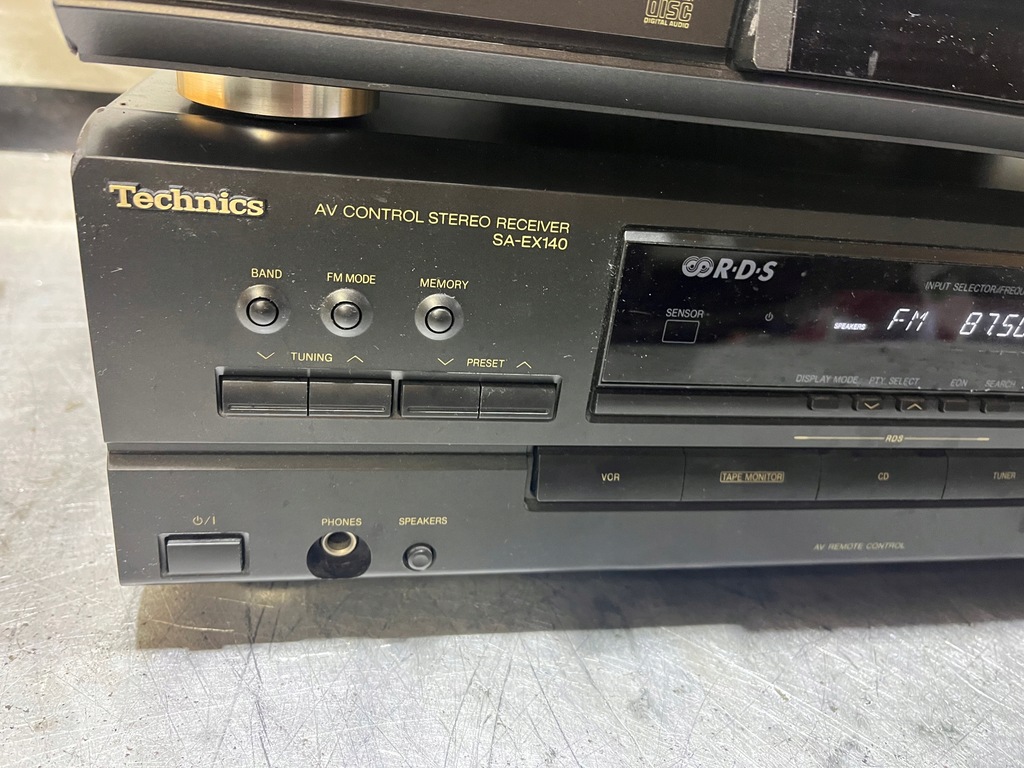 DISC
DIGITAL AUDIO
Technics
AV CONTROL STEREO RECEIVER
SA-EX140
BAND
FM MODE
MEMORY
TUNING
PRESET
R·D·S
INPUT SELECTOR/FREQU
SENSOR
SPEAKERS
FM 8750
DISPLAY MODE PTY SELECT EON SEARCH
RDS
VCR
TAPE MONITOR
CD
TUNER
⏻/I
PHONES
SPEAKERS
AV REMOTE CONTROL